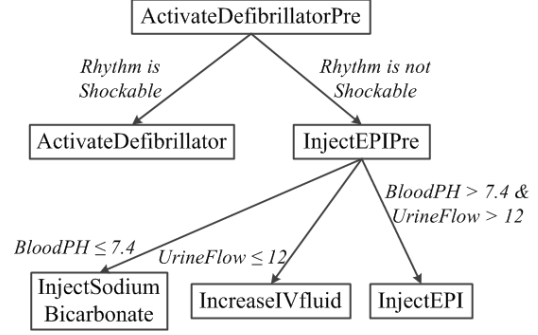 ActivateDefibrillatorPre
Rhythm is
Shockable
Rhythm is not
Shockable
ActivateDefibrillator
InjectEPIPre
BloodPH > 7.4 &
UrineFlow > 12
BloodPH ≤ 7.4
UrineFlow ≤ 12
InjectSodium
Bicarbonate
IncreaseIVfluid
InjectEPI